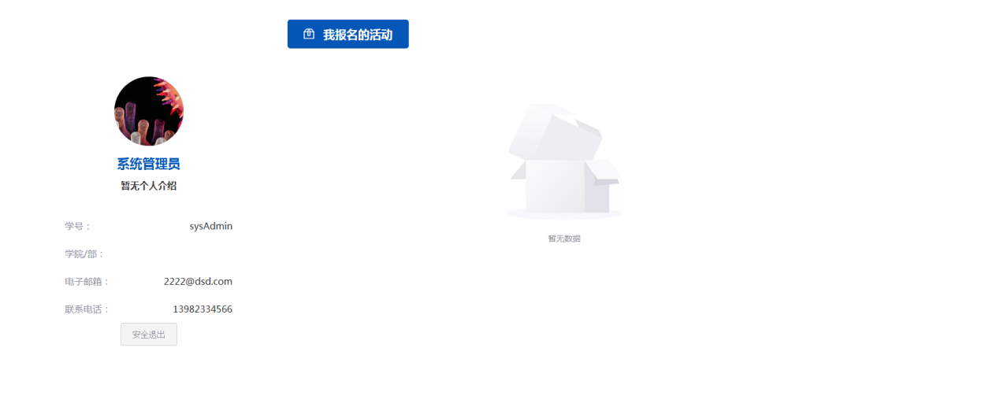 我报名的活动
系统管理员
暂无个人介绍
学号： sysAdmin
学院/部：
电子邮箱： 2222@dsd.com
联系电话： 13982334566
安全退出
暂无数据